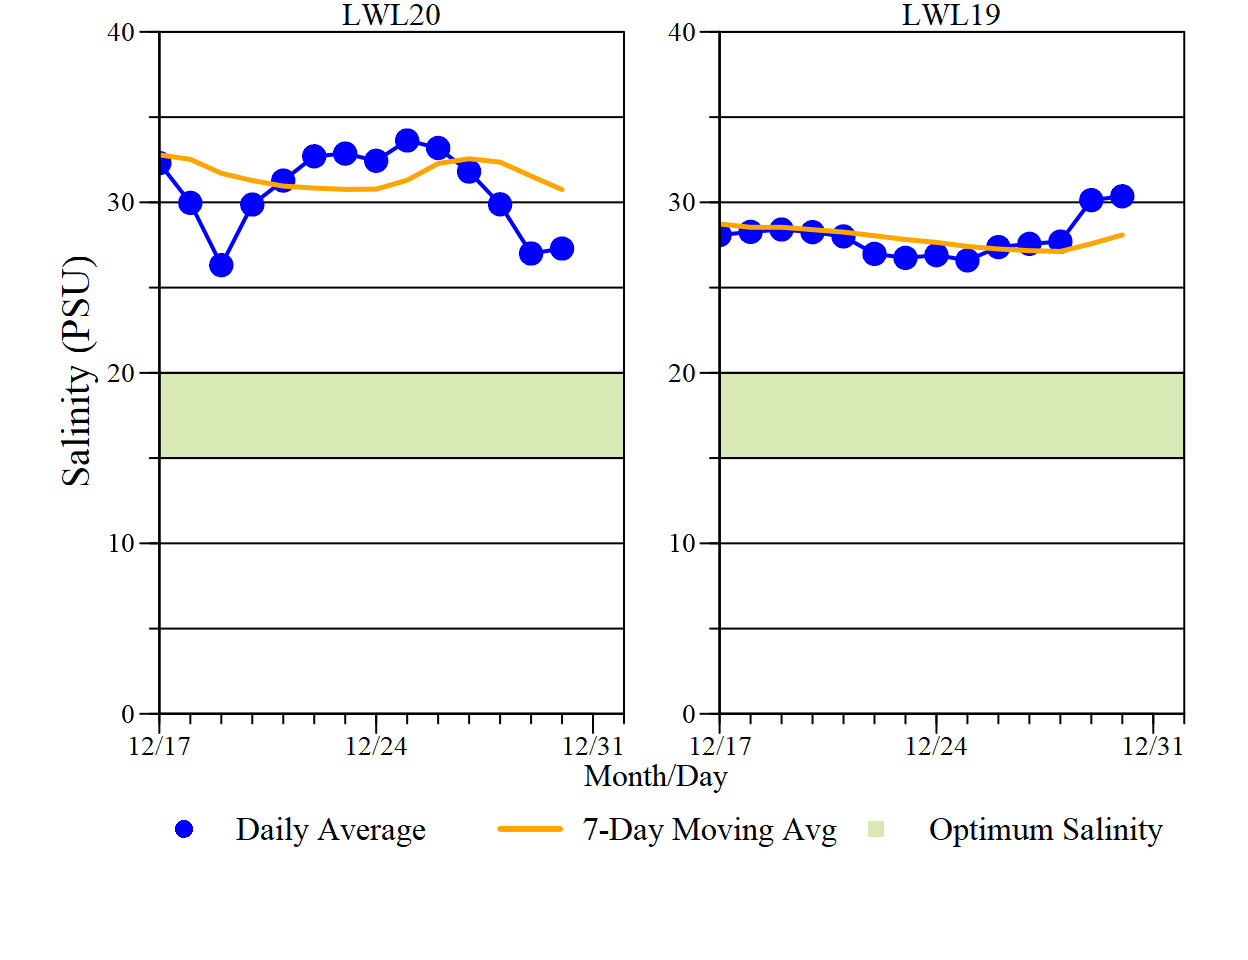 LWL20
LWL19
40
30
20
10
0
40
30
20
10
0
Salinity (PSU)
12/17
12/24
12/31
12/17
12/24
12/31
Month/Day
Daily Average
7-Day Moving Avg
Optimum Salinity